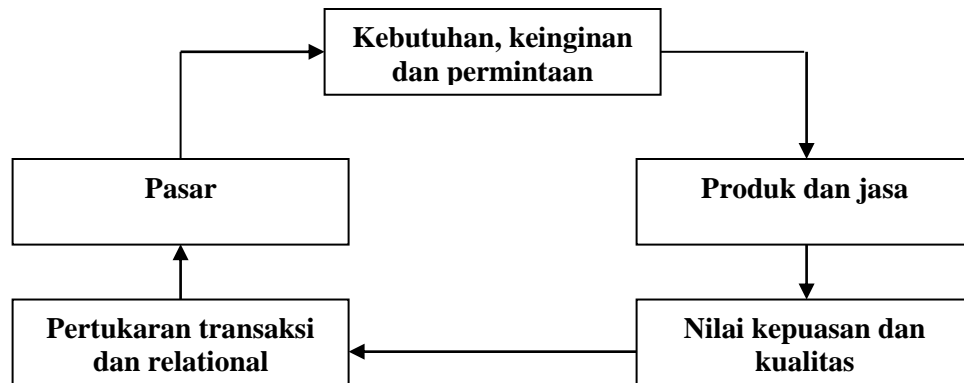 Kebutuhan, keinginan
dan permintaan
Pasar
Produk dan jasa
Pertukaran transaksi
dan relational
Nilai kepuasan dan
kualitas